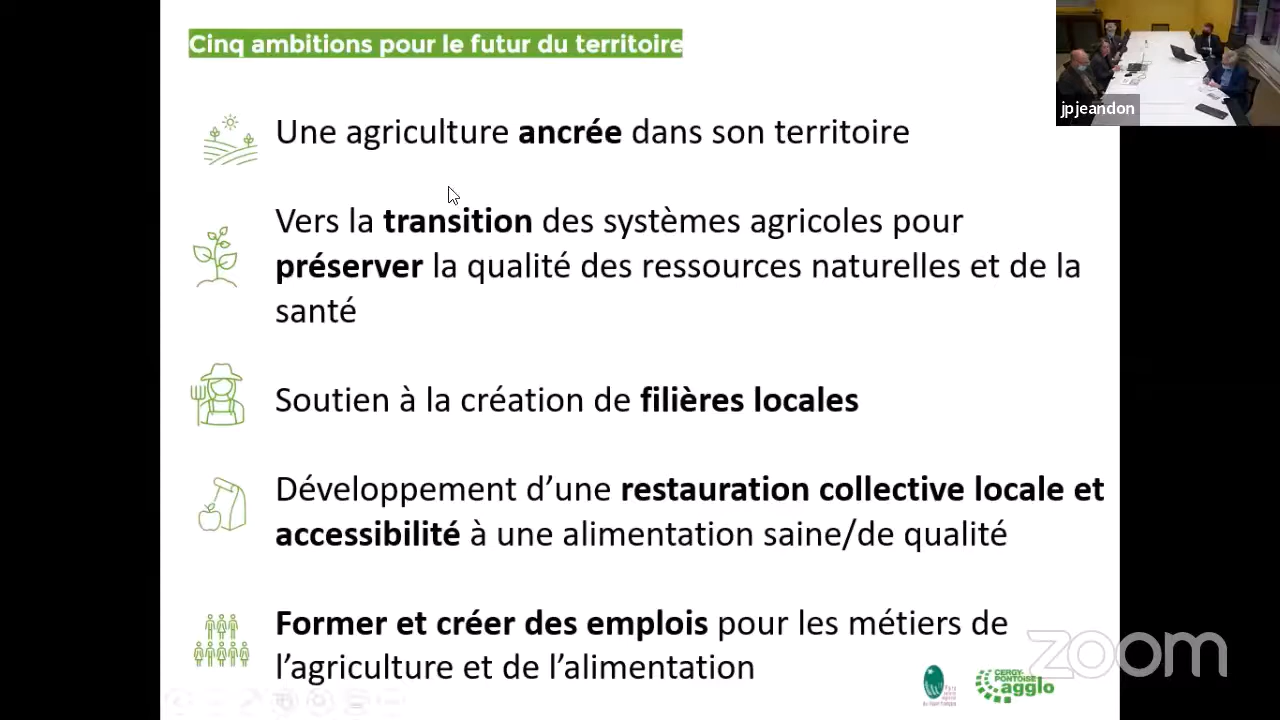 Cinq ambitions pour le futur du territoire
jpjeandon
Une agriculture ancrée dans son territoire
Vers la transition des systèmes agricoles pour
préserver la qualité des ressources naturelles et de la
santé
Soutien à la création de filières locales
Développement d’une restauration collective locale et
accessibilité à une alimentation saine/de qualité
Former et créer des emplois pour les métiers de
l’agriculture et de l’alimentation
CERGY-
PONTOISE
agglo
zoom